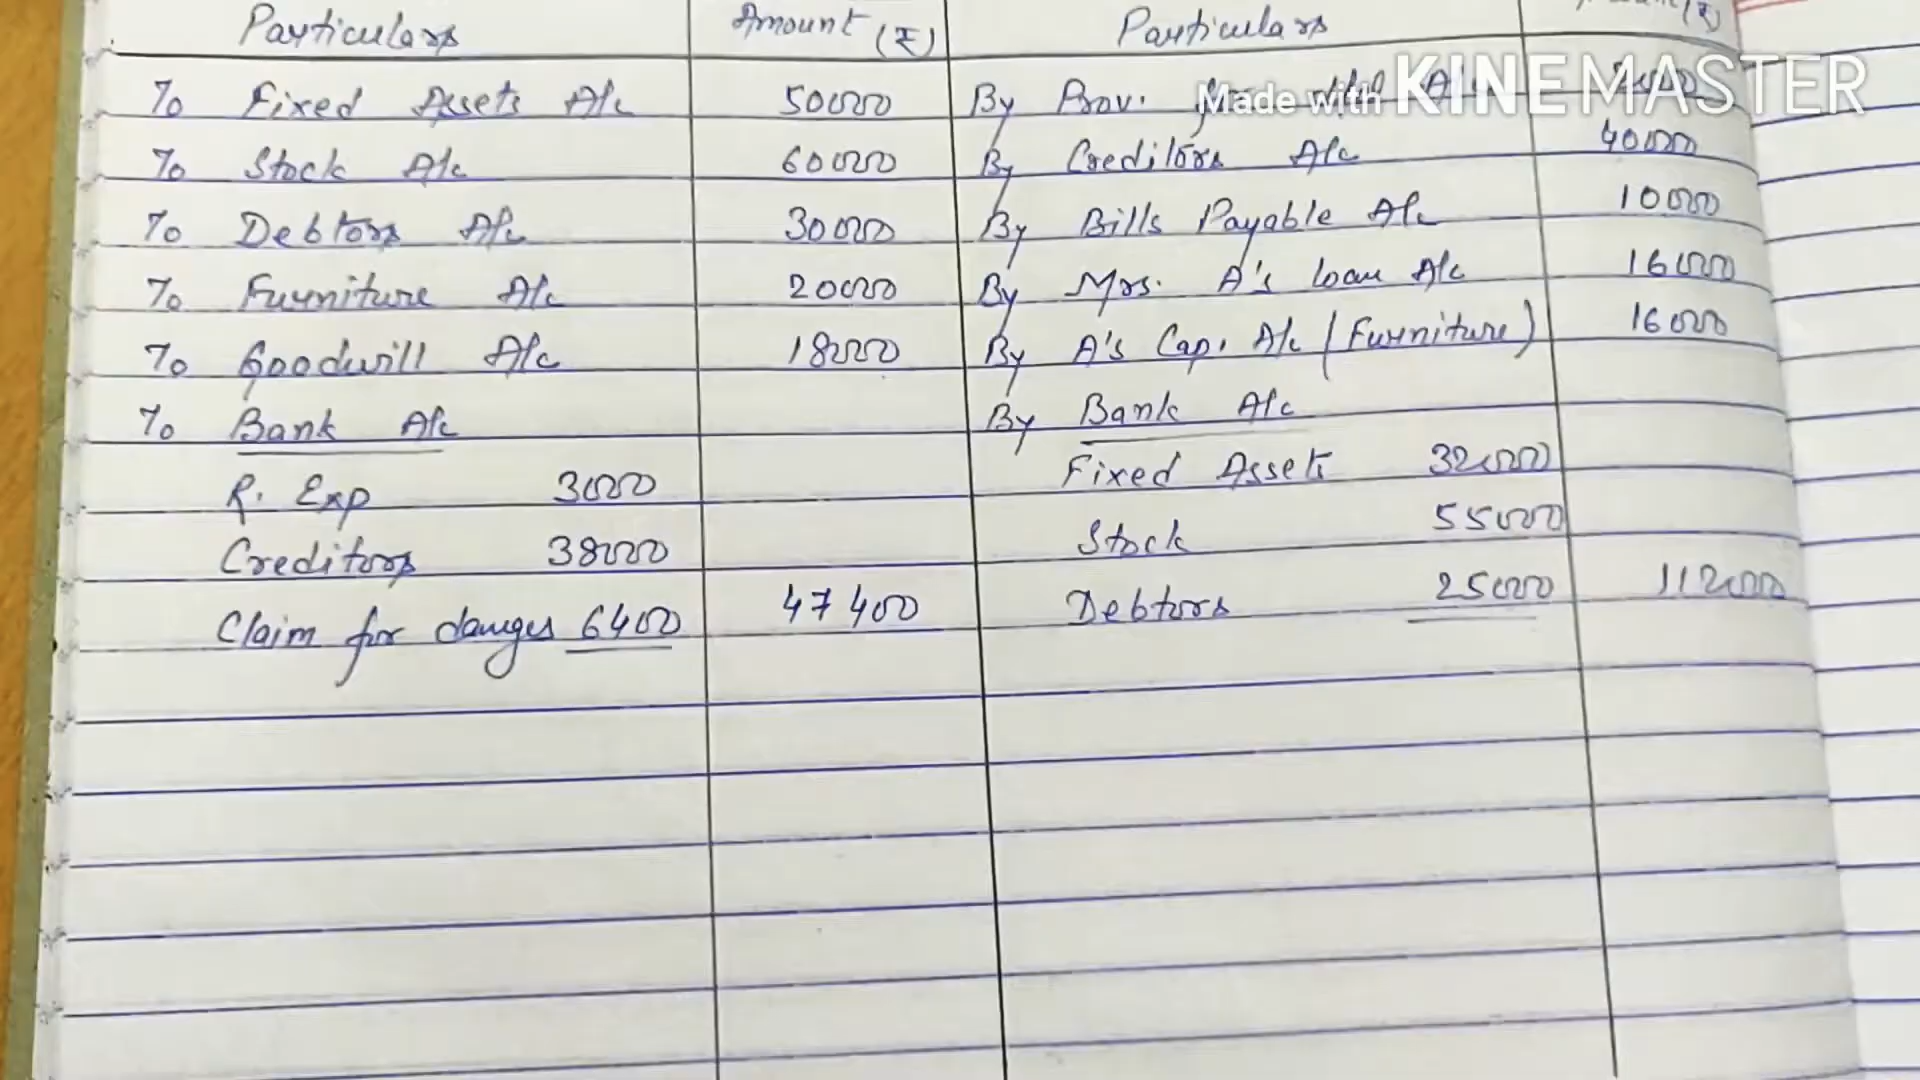 Particulars Amount (₹) Particulars (₹)
To Fixed Assets A/c 50000 By Prov. A/c
Made with KINEMASTER
To Stock A/c 60000 By Creditors A/c 40000
To Debtors A/c 30000 By Bills Payable A/c 10000
To Furniture A/c 20000 By Mrs. A's loan A/c 16000
To Goodwill A/c 18000 By A's Cap. A/c (Furniture) 16000
To Bank A/c By Bank A/c
R. Exp 3000 Fixed Assets 32000
Creditors 38000 Stock 55000
Claim for damges 6400 47400 Debtors 25000 112000